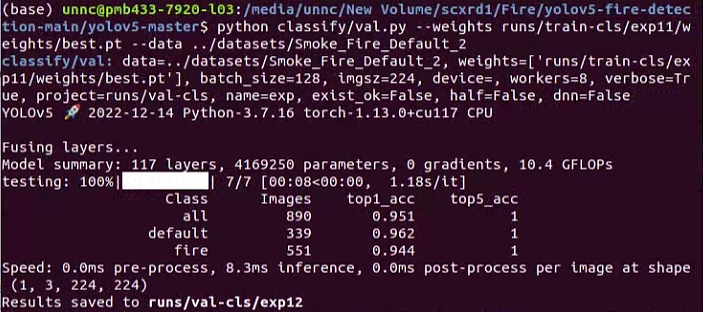 (base) unnc@pmb433-7920-l03:/media/unnc/New Volume/scxrd1/Fire/yolov5-fire-detec
tion-main/yolov5-master$ python classify/val.py --weights runs/train-cls/exp11/w
eights/best.pt --data ../datasets/Smoke_Fire_Default_2
classify/val: data=../datasets/Smoke_Fire_Default_2, weights=['runs/train-cls/ex
p11/weights/best.pt'], batch_size=128, imgsz=224, device=, workers=8, verbose=Tr
ue, project=runs/val-cls, name=exp, exist_ok=False, half=False, dnn=False
YOLOv5 🚀 2022-12-14 Python-3.7.16 torch-1.13.0+cu117 CPU
Fusing layers...
Model summary: 117 layers, 4169250 parameters, 0 gradients, 10.4 GFLOPs
testing: 100%|██████████| 7/7 [00:08<00:00, 1.18s/it]
Class Images top1_acc top5_acc
all 890 0.951 1
default 339 0.962 1
fire 551 0.944 1
Speed: 0.0ms pre-process, 8.3ms inference, 0.0ms post-process per image at shape
(1, 3, 224, 224)
Results saved to runs/val-cls/exp12